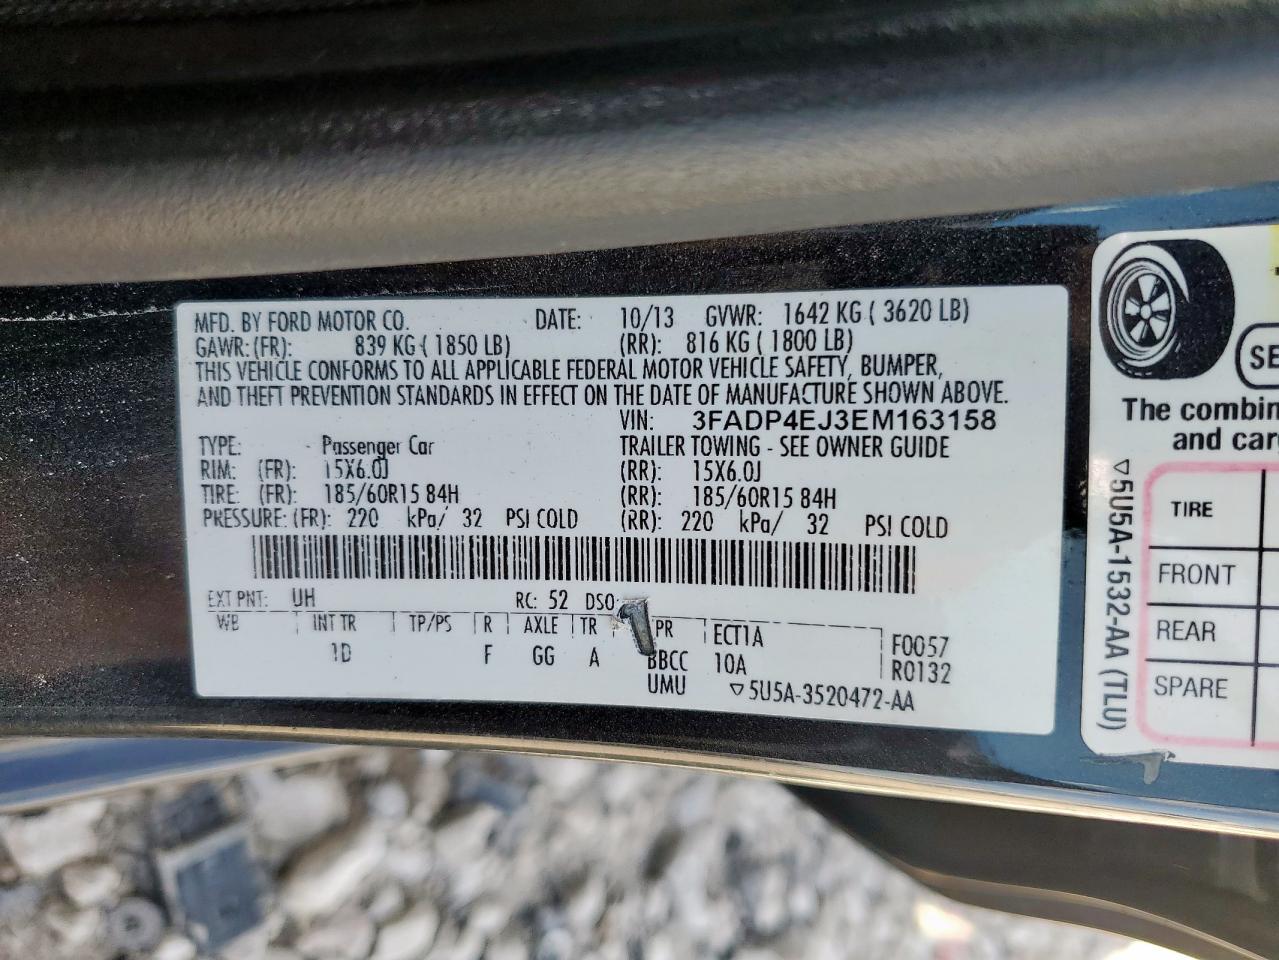 MFD. BY FORD MOTOR CO. DATE: 10/13 GVWR: 1642 KG ( 3620 LB)
GAWR:(FR): 839 KG ( 1850 LB) (RR): 816 KG ( 1800 LB)
THIS VEHICLE CONFORMS TO ALL APPLICABLE FEDERAL MOTOR VEHICLE SAFETY, BUMPER,
AND THEFT PREVENTION STANDARDS IN EFFECT ON THE DATE OF MANUFACTURE SHOWN ABOVE.
VIN: 3FADP4EJ3EM163158
TYPE: Passenger Car TRAILER TOWING - SEE OWNER GUIDE
RIM: (FR): 15X6.0J (RR): 15X6.0J
TIRE: (FR): 185/60R15 84H (RR): 185/60R15 84H
PRESSURE: (FR): 220 kPa/ 32 PSI COLD (RR): 220 kPa/ 32 PSI COLD
EXT PNT: UH RC: 52 DSO:
WB INT TR TP/PS R AXLE TR PR ECT1A F0057
1D F GG A BBCC 10A R0132
UMU ▽5U5A-3520472-AA
SE
The combin
and carg
▽5U5A-1532-AA (TLU)
TIRE
FRONT
REAR
SPARE